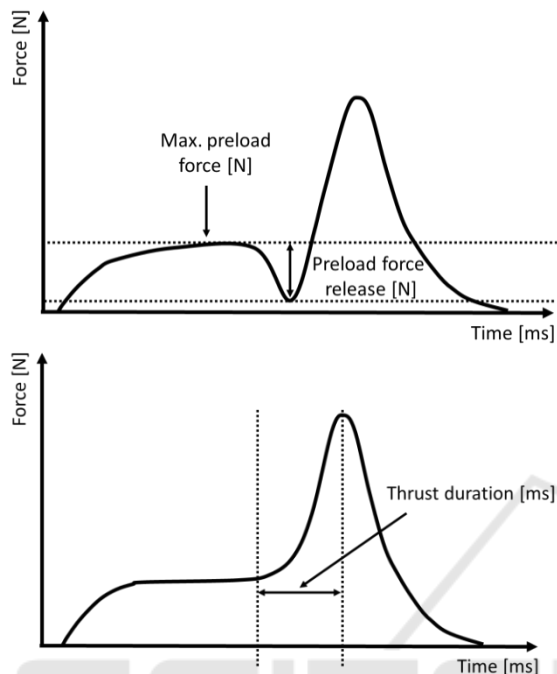 Force [N]
Max. preload
force [N]
Preload force
release [N]
Time [ms]
Force [N]
Thrust duration [ms]
Time [ms]